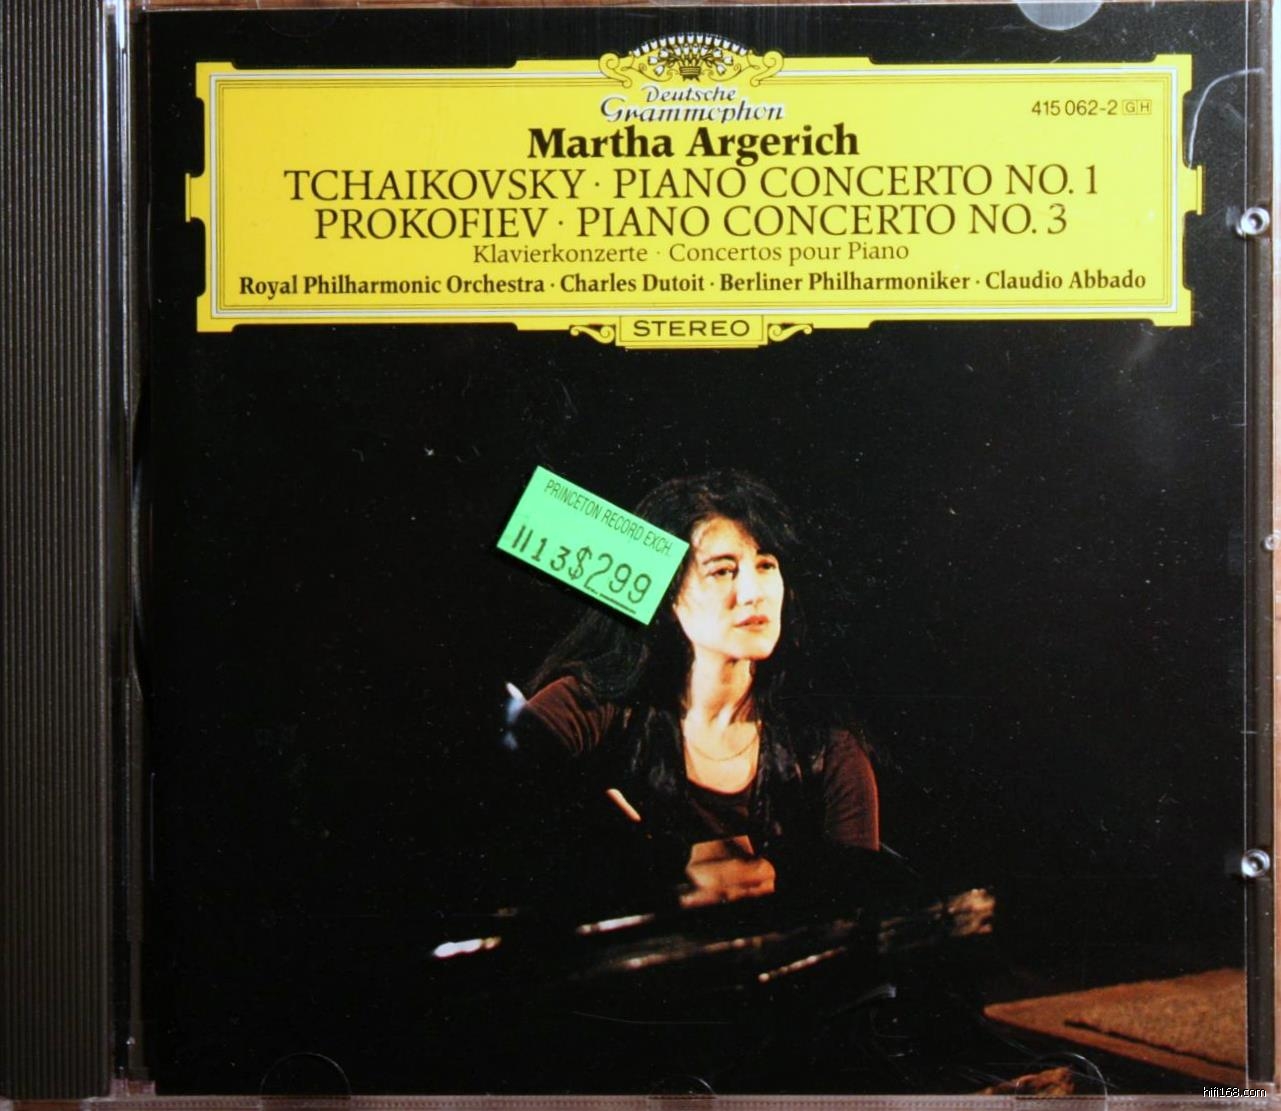 Deutsche
Grammophon
415 062-2 GH
Martha Argerich
TCHAIKOVSKY · PIANO CONCERTO NO. 1
PROKOFIEV · PIANO CONCERTO NO. 3
Klavierkonzerte · Concertos pour Piano
Royal Philharmonic Orchestra · Charles Dutoit · Berliner Philharmoniker · Claudio Abbado
STEREO
PRINCETON RECORD EXCH.
1113$299
hifi168.com